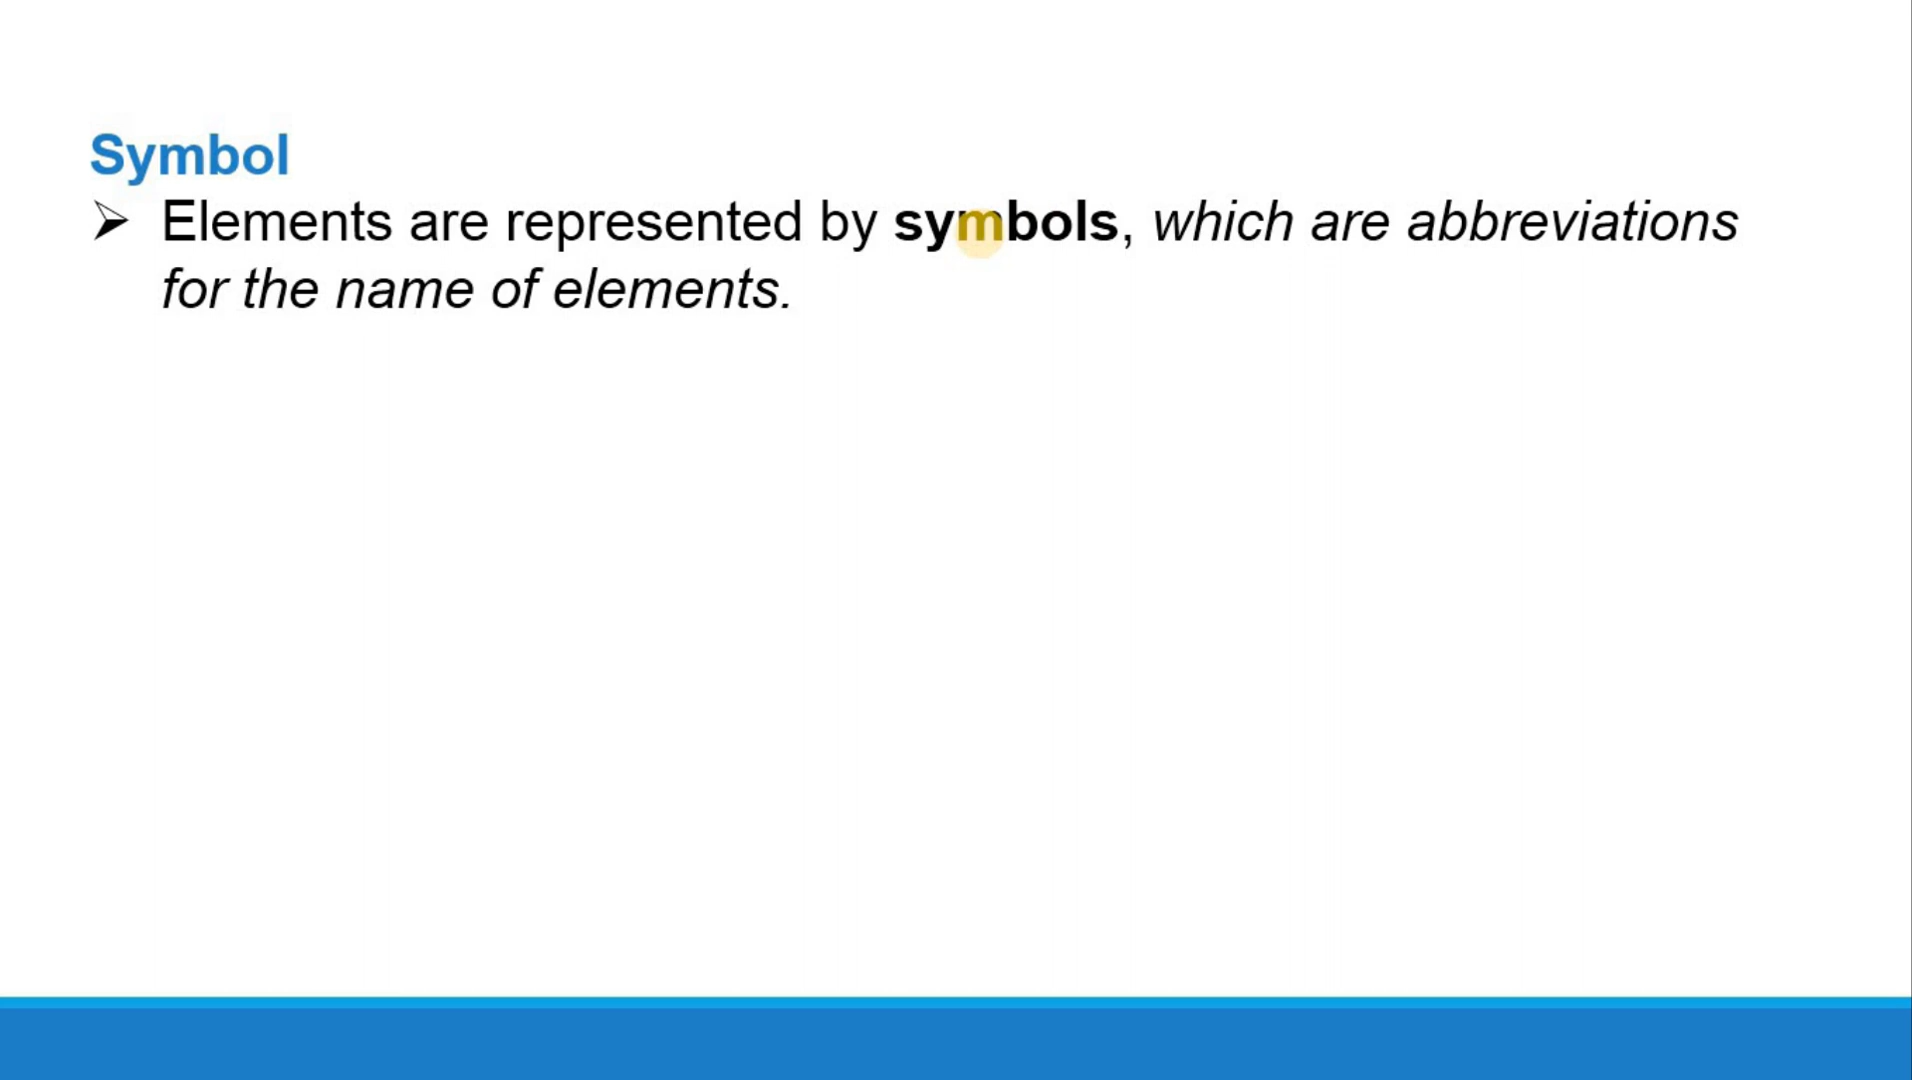 Symbol
➢ Elements are represented by symbols, which are abbreviations
for the name of elements.